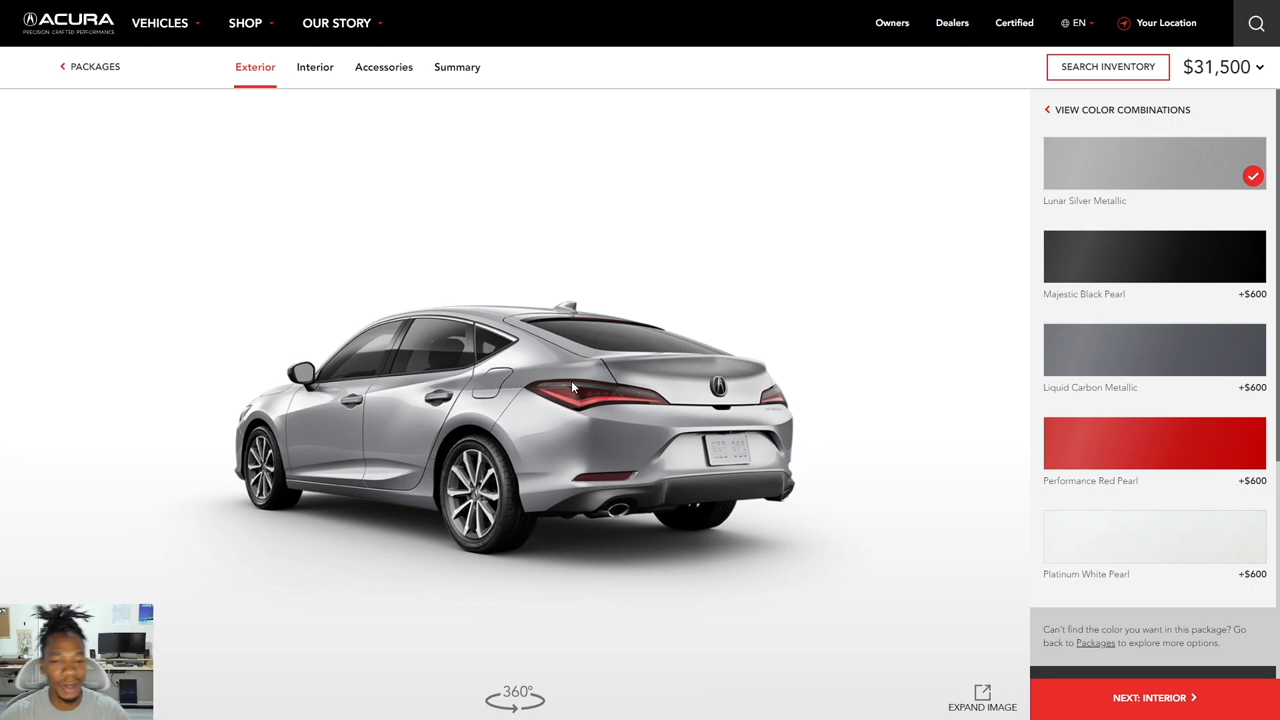 ACURA
PRECISION CRAFTED PERFORMANCE
VEHICLES
SHOP
OUR STORY
Owners
Dealers
Certified
EN
Your Location
PACKAGES
Exterior
Interior
Accessories
Summary
SEARCH INVENTORY
$31,500
VIEW COLOR COMBINATIONS
Lunar Silver Metallic
Majestic Black Pearl +$600
Liquid Carbon Metallic +$600
Performance Red Pearl +$600
Platinum White Pearl +$600
Can't find the color you want in this package? Go
back to Packages to explore more options.
360°
EXPAND IMAGE
NEXT: INTERIOR